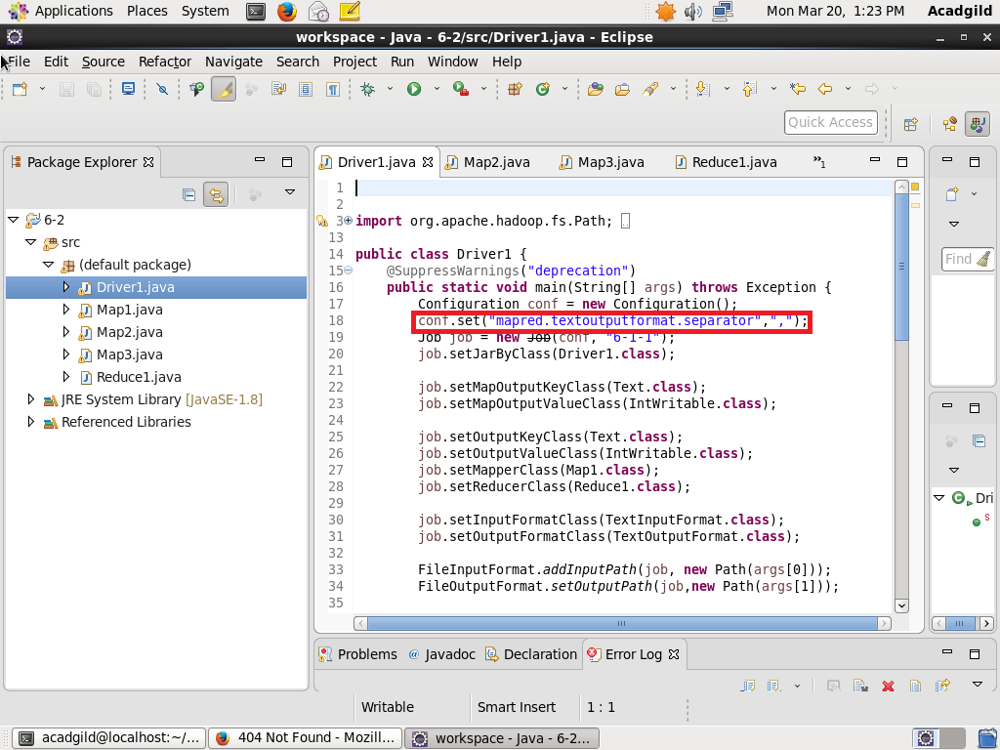 Applications Places System Mon Mar 20, 1:23 PM Acadgild
workspace - Java - 6-2/src/Driver1.java - Eclipse
File Edit Source Refactor Navigate Search Project Run Window Help
Quick Access
Package Explorer
6-2
src
(default package)
Driver1.java
Map1.java
Map2.java
Map3.java
Reduce1.java
JRE System Library [JavaSE-1.8]
Referenced Libraries
Driver1.java Map2.java Map3.java Reduce1.java »1
1
2
3 import org.apache.hadoop.fs.Path;
13
14 public class Driver1 {
15 @SuppressWarnings("deprecation")
16 public static void main(String[] args) throws Exception {
17 Configuration conf = new Configuration();
18 conf.set("mapred.textoutputformat.separator",",");
19 Job job = new Job(conf, "6-1-1");
20 job.setJarByClass(Driver1.class);
21
22 job.setMapOutputKeyClass(Text.class);
23 job.setMapOutputValueClass(IntWritable.class);
24
25 job.setOutputKeyClass(Text.class);
26 job.setOutputValueClass(IntWritable.class);
27 job.setMapperClass(Map1.class);
28 job.setReducerClass(Reduce1.class);
29
30 job.setInputFormatClass(TextInputFormat.class);
31 job.setOutputFormatClass(TextOutputFormat.class);
32
33 FileInputFormat.addInputPath(job, new Path(args[0]));
34 FileOutputFormat.setOutputPath(job,new Path(args[1]));
35
Find
Dri
S
Problems @ Javadoc Declaration Error Log
Writable Smart Insert 1 : 1
acadgild@localhost:~/... 404 Not Found - Mozill... workspace - Java - 6-2...